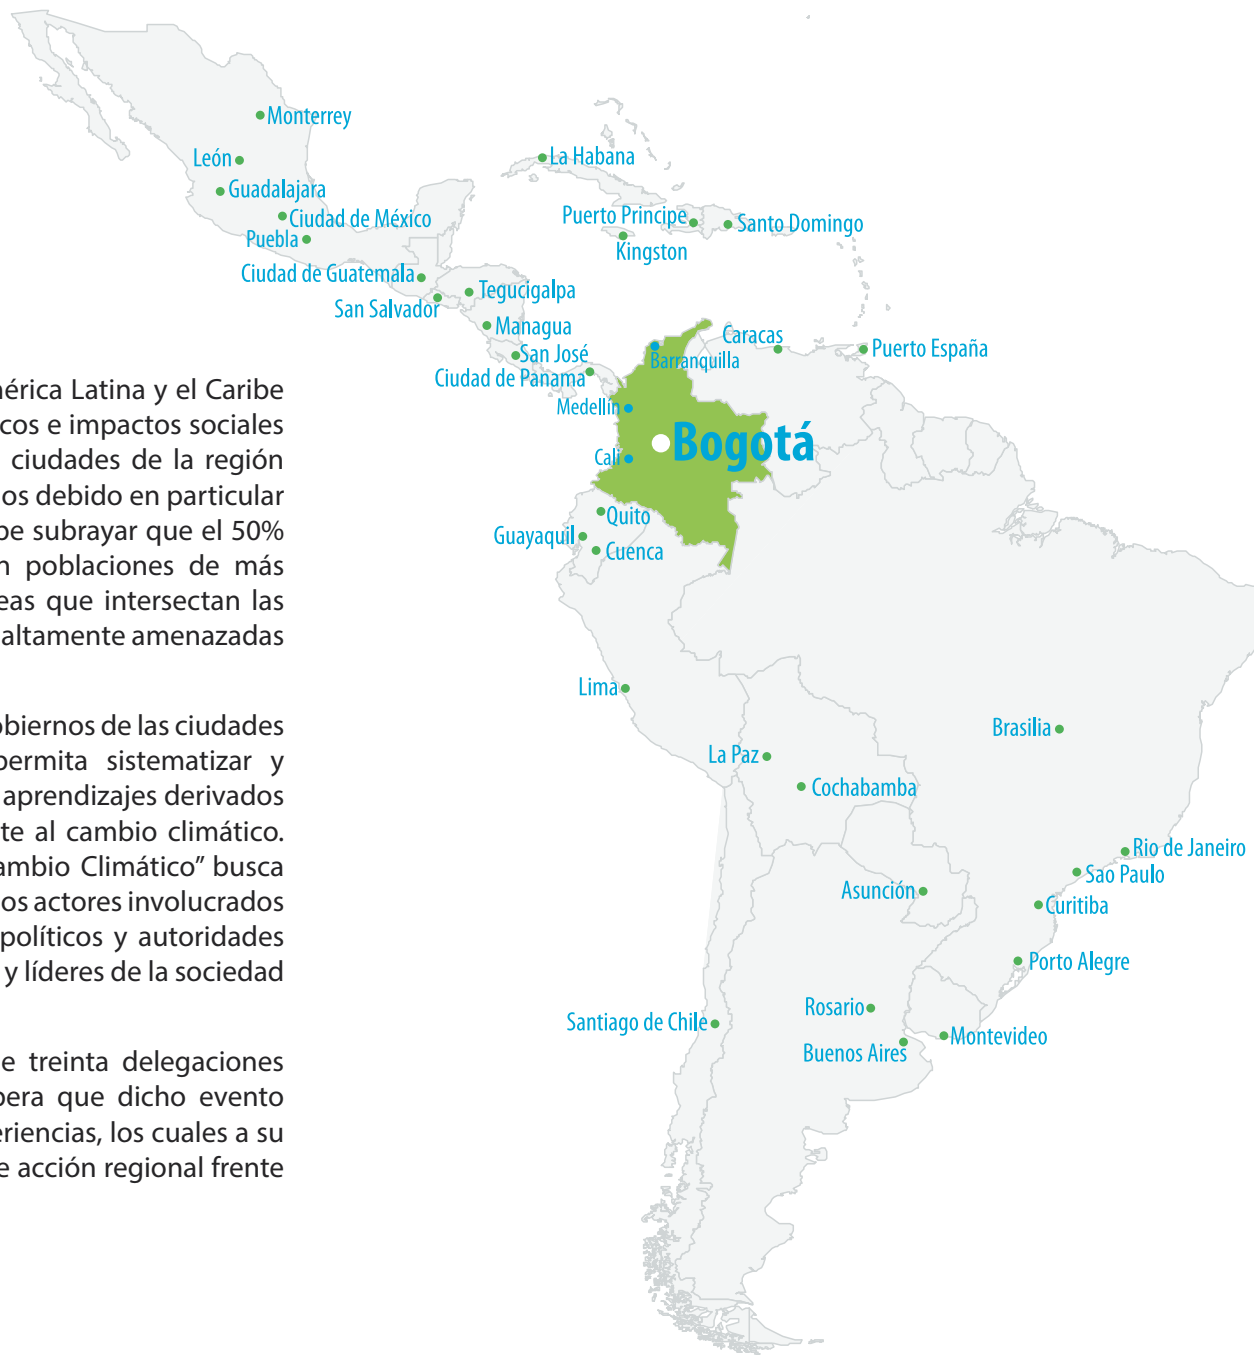 Monterrey
León
La Habana
Guadalajara
Ciudad de México
Puerto Principe
Santo Domingo
Puebla
Kingston
Ciudad de Guatemala
Tegucigalpa
San Salvador
Managua
Caracas
Puerto España
San José
Barranquilla
Ciudad de Panama
Medellín
Bogotá
Cali
Quito
Guayaquil
Cuenca
Lima
Brasilia
La Paz
Cochabamba
Rio de Janeiro
Sao Paulo
Asunción
Curitiba
Porto Alegre
Rosario
Santiago de Chile
Montevideo
Buenos Aires
mérica Latina y el Caribe
cos e impactos sociales
ciudades de la región
os debido en particular
be subrayar que el 50%
n poblaciones de más
eas que intersectan las
altamente amenazadas
obiernos de las ciudades
permita sistematizar y
aprendizajes derivados
te al cambio climático.
ambio Climático” busca
os actores involucrados
políticos y autoridades
y líderes de la sociedad
e treinta delegaciones
pera que dicho evento
eriencias, los cuales a su
e acción regional frente